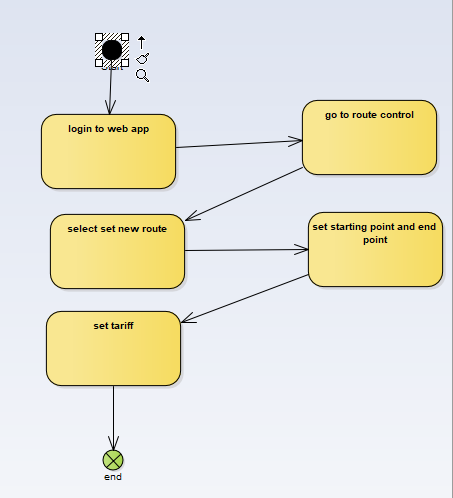 start
login to web app
go to route control
select set new route
set starting point and end
point
set tariff
end